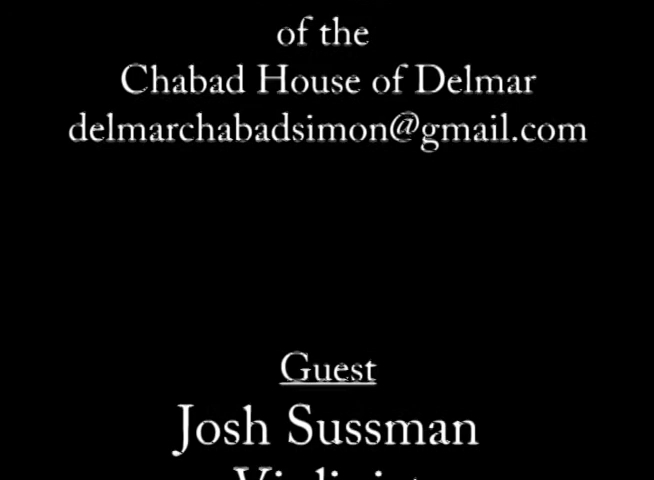 of the
Chabad House of Delmar
delmarchabadsimon@gmail.com
Guest
Josh Sussman